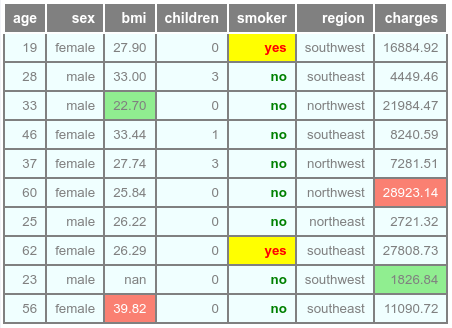 age sex bmi children smoker region charges
19 female 27.90 0 yes southwest 16884.92
28 male 33.00 3 no southeast 4449.46
33 male 22.70 0 no northwest 21984.47
46 female 33.44 1 no southeast 8240.59
37 female 27.74 3 no northwest 7281.51
60 female 25.84 0 no northwest 28923.14
25 male 26.22 0 no northeast 2721.32
62 female 26.29 0 yes southeast 27808.73
23 male nan 0 no southwest 1826.84
56 female 39.82 0 no southeast 11090.72